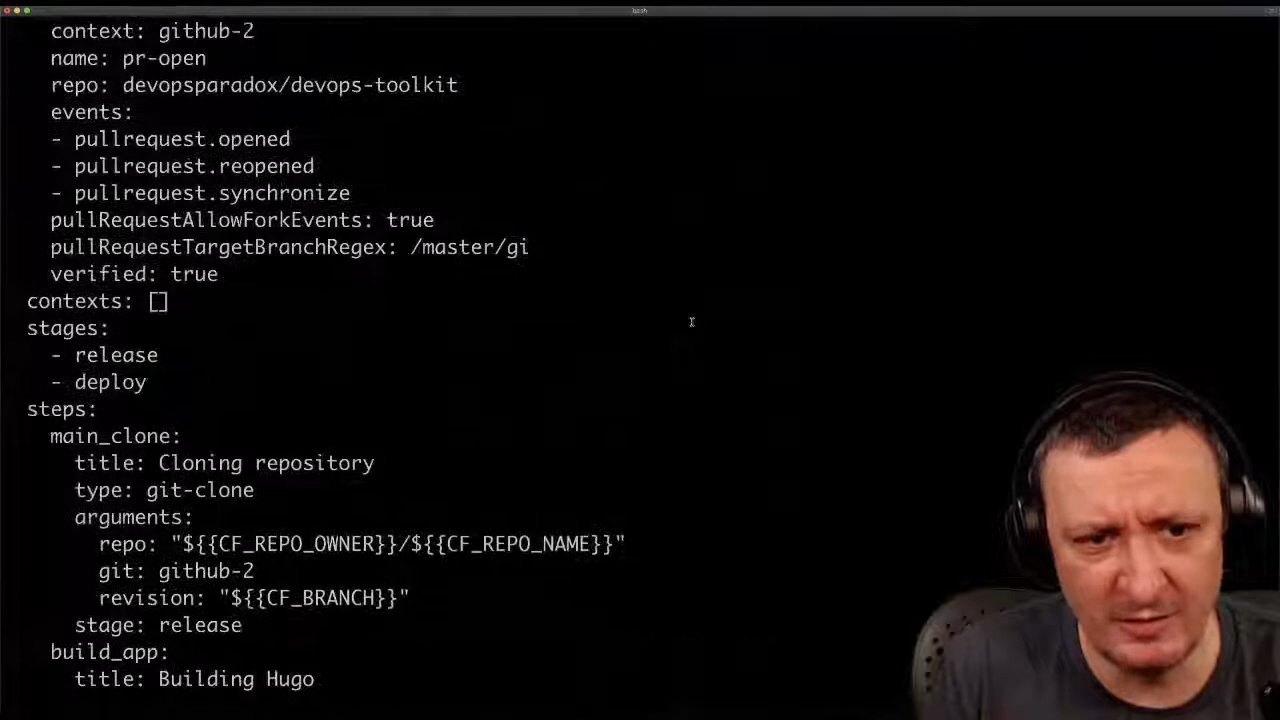 bash
context: github-2
name: pr-open
repo: devopsparadox/devops-toolkit
events:
- pullrequest.opened
- pullrequest.reopened
- pullrequest.synchronize
pullRequestAllowForkEvents: true
pullRequestTargetBranchRegex: /master/gi
verified: true
contexts: []
stages:
- release
- deploy
steps:
main_clone:
title: Cloning repository
type: git-clone
arguments:
repo: "${{CF_REPO_OWNER}}/${{CF_REPO_NAME}}"
git: github-2
revision: "${{CF_BRANCH}}"
stage: release
build_app:
title: Building Hugo